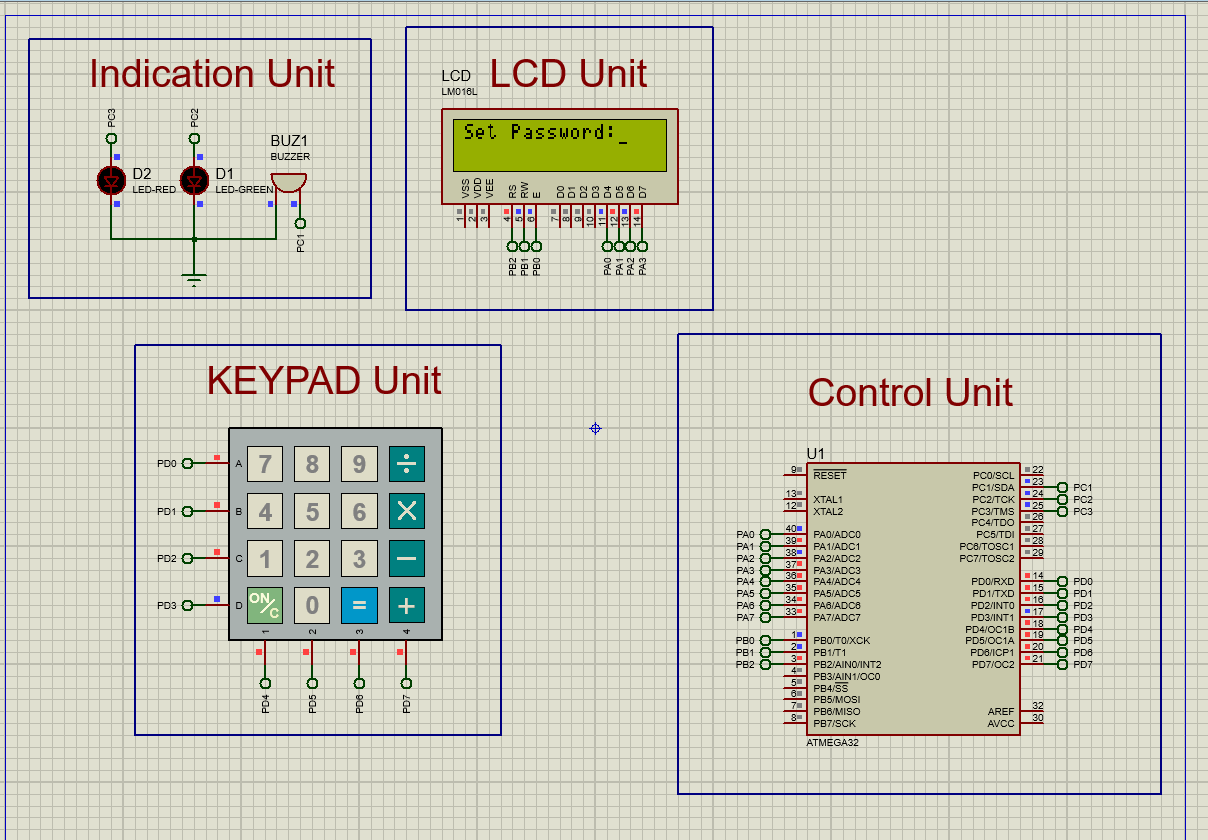 Indication Unit
PC3
PC2
D2
LED-RED
D1
LED-GREEN
BUZ1
BUZZER
PC1
LCD Unit
LCD
LM016L
Set Password:_
VSS VDD VEE RS RW E D0 D1 D2 D3 D4 D5 D6 D7
1 2 3 4 5 6 7 8 9 10 11 12 13 14
PB2 PB1 PB0 PA0 PA1 PA2 PA3
KEYPAD Unit
PD0 A 7 8 9 ÷
PD1 B 4 5 6 ×
PD2 C 1 2 3 −
PD3 D ON/C 0 = +
1 2 3 4
PD4 PD5 PD6 PD7
Control Unit
U1
9 RESET PC0/SCL 22
PC1/SDA 23 PC1
13 XTAL1 PC2/TCK 24 PC2
12 XTAL2 PC3/TMS 25 PC3
PC4/TDO 26
PA0 40 PA0/ADC0 PC5/TDI 27
PA1 39 PA1/ADC1 PC6/TOSC1 28
PA2 38 PA2/ADC2 PC7/TOSC2 29
PA3 37 PA3/ADC3
PA4 36 PA4/ADC4 PD0/RXD 14 PD0
PA5 35 PA5/ADC5 PD1/TXD 15 PD1
PA6 34 PA6/ADC6 PD2/INT0 16 PD2
PA7 33 PA7/ADC7 PD3/INT1 17 PD3
PD4/OC1B 18 PD4
PB0 1 PB0/T0/XCK PD5/OC1A 19 PD5
PB1 2 PB1/T1 PD6/ICP1 20 PD6
PB2 3 PB2/AIN0/INT2 PD7/OC2 21 PD7
4 PB3/AIN1/OC0
5 PB4/SS
6 PB5/MOSI
7 PB6/MISO AREF 32
8 PB7/SCK AVCC 30
ATMEGA32